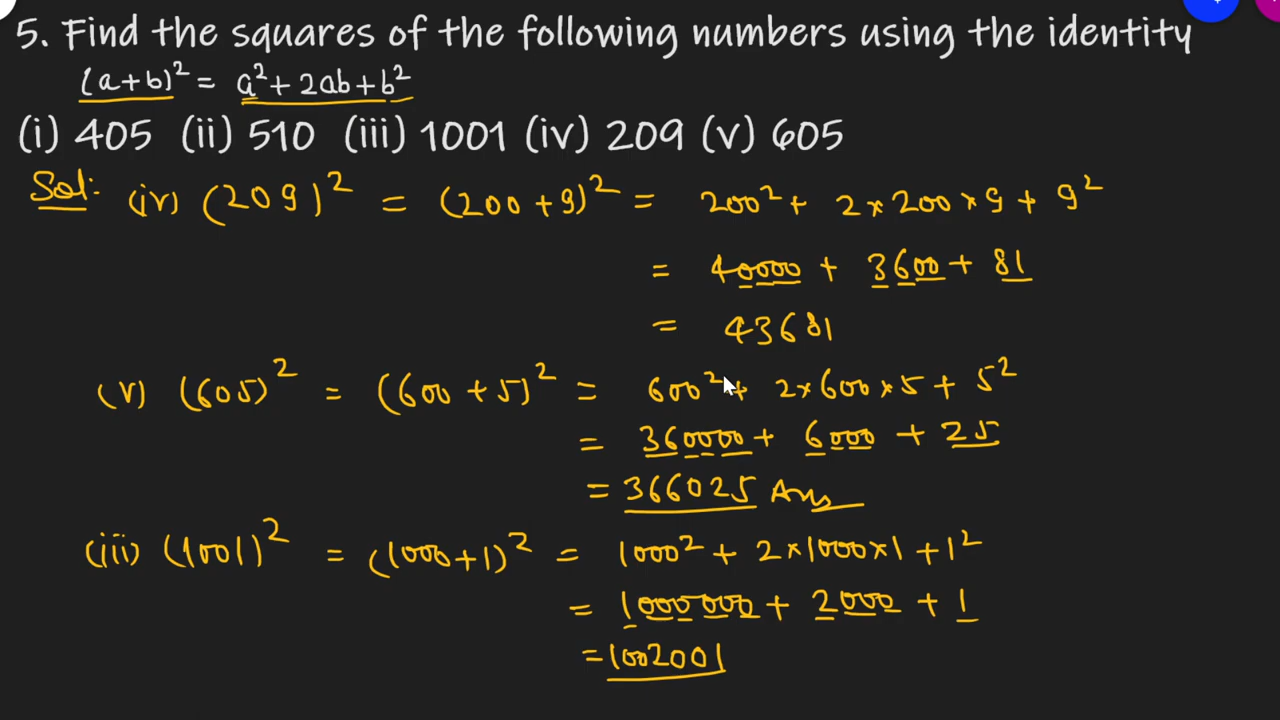 5. Find the squares of the following numbers using the identity
(a+b)² = a²+2ab+b²
(i) 405 (ii) 510 (iii) 1001 (iv) 209 (v) 605
Sol: (iv) (209)² = (200+9)² = 200² + 2×200×9 + 9²
= 40000 + 3600 + 81
= 43681
(v) (605)² = (600+5)² = 600² + 2×600×5 + 5²
= 360000 + 6000 + 25
= 366025 Ans
(iii) (1001)² = (1000+1)² = 1000² + 2×1000×1 + 1²
= 1000000 + 2000 + 1
= 1002001